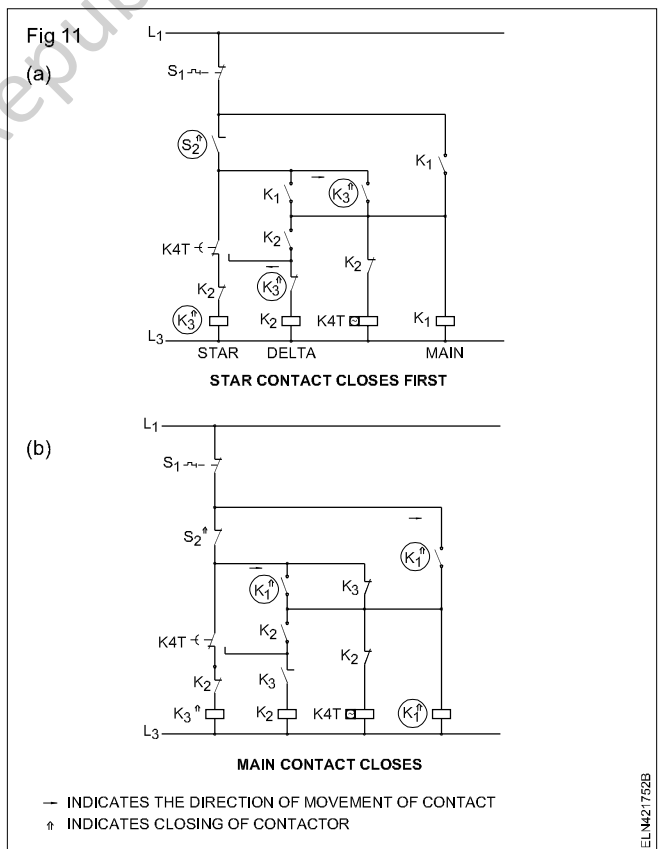 Republ
Fig 11
(a)
L1
S1
S2
K1
K1
K3
K4T
K2
K2
K3
K2
K3
K2
K4T
K1
L3
STAR DELTA MAIN
STAR CONTACT CLOSES FIRST
(b)
L1
S1
S2
K1
K1
K3
K4T
K2
K2
K2
K3
K3
K2
K4T
K1
L3
MAIN CONTACT CLOSES
→ INDICATES THE DIRECTION OF MOVEMENT OF CONTACT
⇑ INDICATES CLOSING OF CONTACTOR
ELN421752B